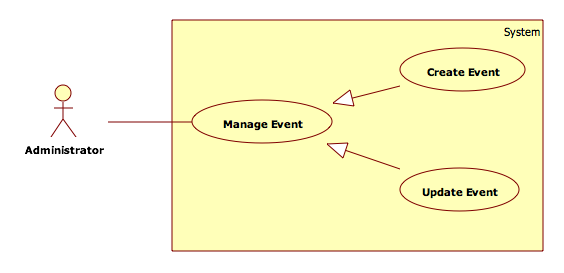 System
Create Event
Manage Event
Administrator
Update Event